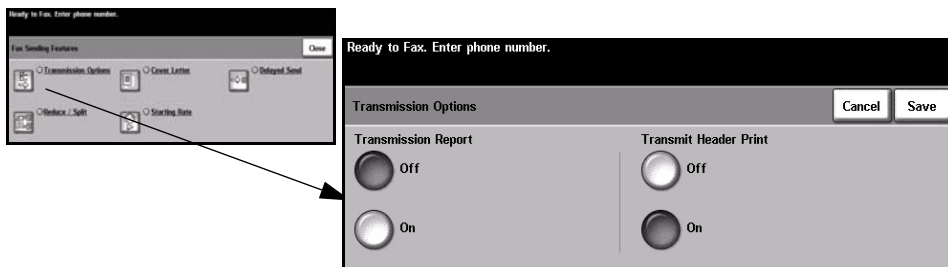 Ready to Fax. Enter phone number.
Fax Sending Features
Close
Transmission Options
Cover Letter
Delayed Send
Reduce / Split
Starting Rate
Ready to Fax. Enter phone number.
Transmission Options
Cancel
Save
Transmission Report
Transmit Header Print
Off
Off
On
On